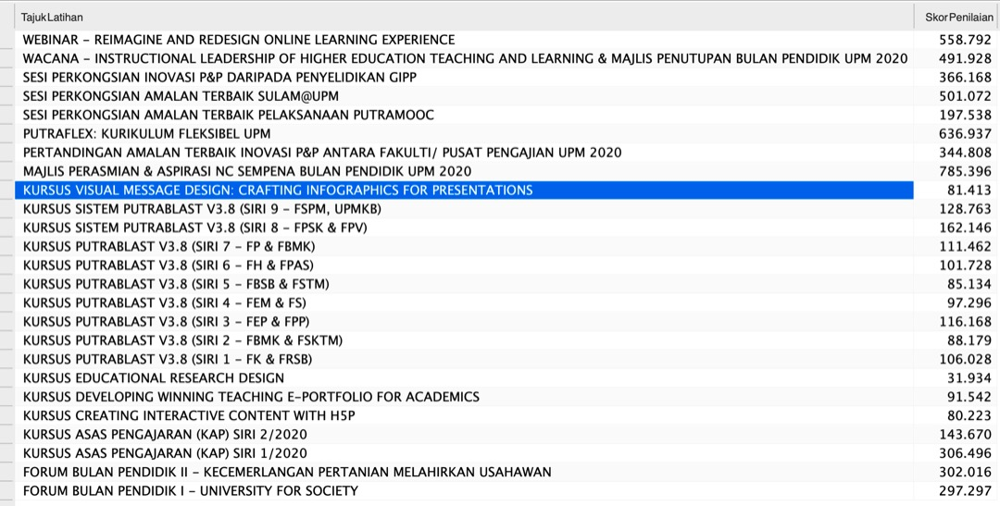 TajukLatihan SkorPenilaian
WEBINAR – REIMAGINE AND REDESIGN ONLINE LEARNING EXPERIENCE 558.792
WACANA – INSTRUCTIONAL LEADERSHIP OF HIGHER EDUCATION TEACHING AND LEARNING & MAJLIS PENUTUPAN BULAN PENDIDIK UPM 2020 491.928
SESI PERKONGSIAN INOVASI P&P DARIPADA PENYELIDIKAN GIPP 366.168
SESI PERKONGSIAN AMALAN TERBAIK SULAM@UPM 501.072
SESI PERKONGSIAN AMALAN TERBAIK PELAKSANAAN PUTRAMOOC 197.538
PUTRAFLEX: KURIKULUM FLEKSIBEL UPM 636.937
PERTANDINGAN AMALAN TERBAIK INOVASI P&P ANTARA FAKULTI/ PUSAT PENGAJIAN UPM 2020 344.808
MAJLIS PERASMIAN & ASPIRASI NC SEMPENA BULAN PENDIDIK UPM 2020 785.396
KURSUS VISUAL MESSAGE DESIGN: CRAFTING INFOGRAPHICS FOR PRESENTATIONS 81.413
KURSUS SISTEM PUTRABLAST V3.8 (SIRI 9 – FSPM, UPMKB) 128.763
KURSUS SISTEM PUTRABLAST V3.8 (SIRI 8 – FPSK & FPV) 162.146
KURSUS PUTRABLAST V3.8 (SIRI 7 – FP & FBMK) 111.462
KURSUS PUTRABLAST V3.8 (SIRI 6 – FH & FPAS) 101.728
KURSUS PUTRABLAST V3.8 (SIRI 5 – FBSB & FSTM) 85.134
KURSUS PUTRABLAST V3.8 (SIRI 4 – FEM & FS) 97.296
KURSUS PUTRABLAST V3.8 (SIRI 3 – FEP & FPP) 116.168
KURSUS PUTRABLAST V3.8 (SIRI 2 – FBMK & FSKTM) 88.179
KURSUS PUTRABLAST V3.8 (SIRI 1 – FK & FRSB) 106.028
KURSUS EDUCATIONAL RESEARCH DESIGN 31.934
KURSUS DEVELOPING WINNING TEACHING E-PORTFOLIO FOR ACADEMICS 91.542
KURSUS CREATING INTERACTIVE CONTENT WITH H5P 80.223
KURSUS ASAS PENGAJARAN (KAP) SIRI 2/2020 143.670
KURSUS ASAS PENGAJARAN (KAP) SIRI 1/2020 306.496
FORUM BULAN PENDIDIK II – KECEMERLANGAN PERTANIAN MELAHIRKAN USAHAWAN 302.016
FORUM BULAN PENDIDIK I – UNIVERSITY FOR SOCIETY 297.297